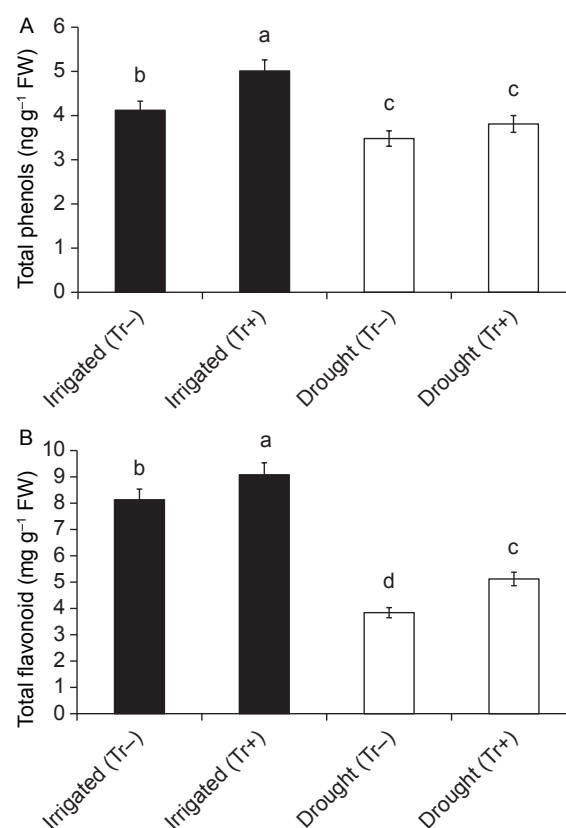 A
Total phenols (ng g⁻¹ FW)
6
5
4
3
2
1
0
b
a
c
c
Irrigated (Tr–)
Irrigated (Tr+)
Drought (Tr–)
Drought (Tr+)
B
Total flavonoid (mg g⁻¹ FW)
10
9
8
7
6
5
4
3
2
1
0
b
a
d
c
Irrigated (Tr–)
Irrigated (Tr+)
Drought (Tr–)
Drought (Tr+)